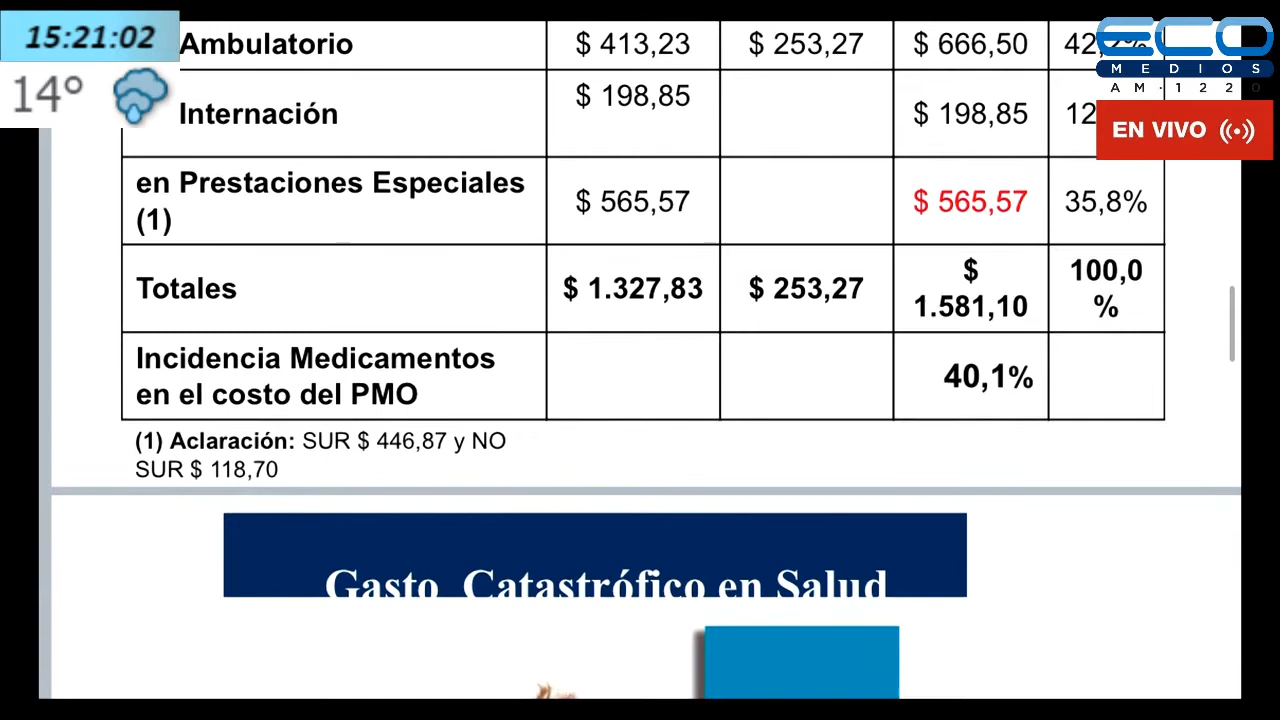 15:21:02
14°
ECO
MEDIOS
AM·1220
EN VIVO
Ambulatorio $ 413,23 $ 253,27 $ 666,50
Internación $ 198,85 $ 198,85
en Prestaciones Especiales
(1) $ 565,57 $ 565,57 35,8%
Totales $ 1.327,83 $ 253,27 $ 1.581,10 100,0 %
Incidencia Medicamentos
en el costo del PMO 40,1%
(1) Aclaración: SUR $ 446,87 y NO
SUR $ 118,70
Gasto Catastrófico en Salud